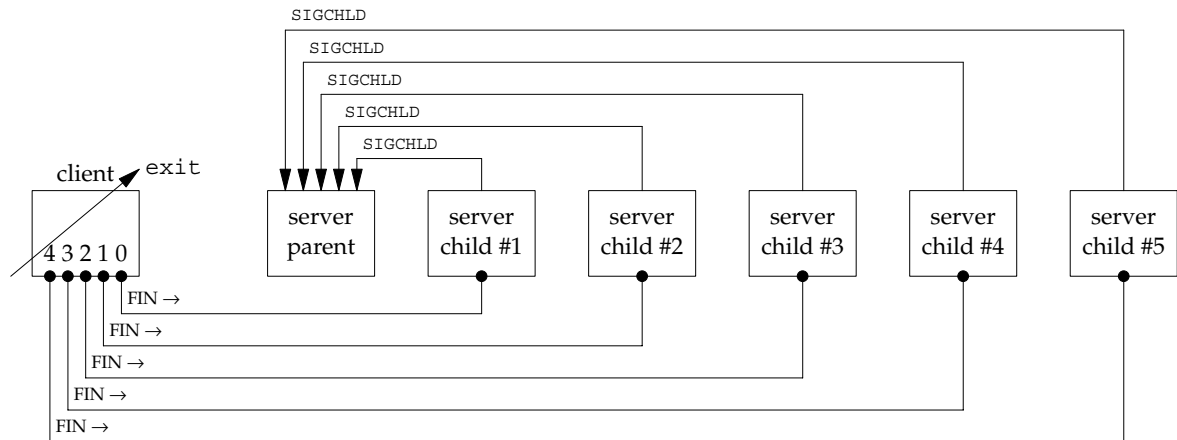 SIGCHLD
SIGCHLD
SIGCHLD
SIGCHLD
SIGCHLD
client
exit
4 3 2 1 0
server
parent
server
child #1
server
child #2
server
child #3
server
child #4
server
child #5
FIN →
FIN →
FIN →
FIN →
FIN →